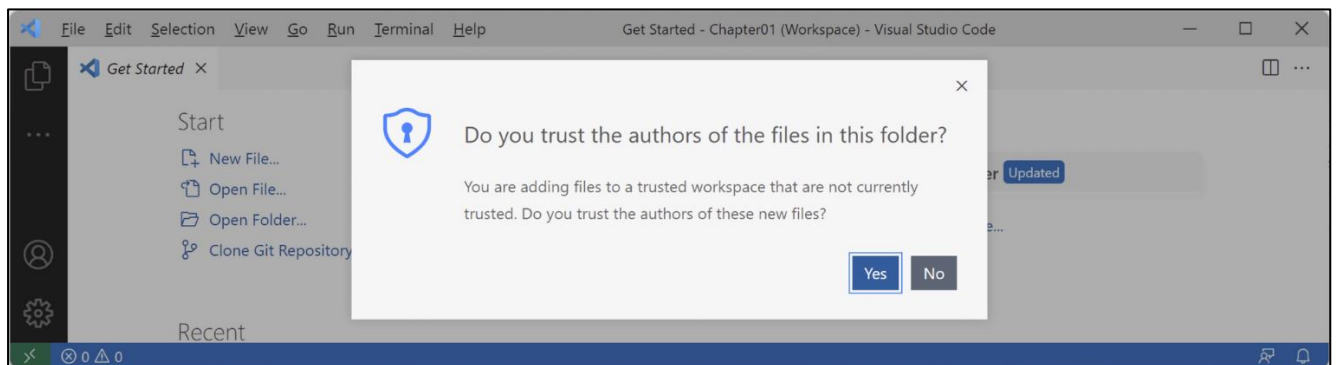 File Edit Selection View Go Run Terminal Help Get Started - Chapter01 (Workspace) - Visual Studio Code
Get Started
Start
New File...
Open File...
Open Folder...
Clone Git Repository
Recent
Do you trust the authors of the files in this folder?
You are adding files to a trusted workspace that are not currently
trusted. Do you trust the authors of these new files?
Yes No
Updated
0 0